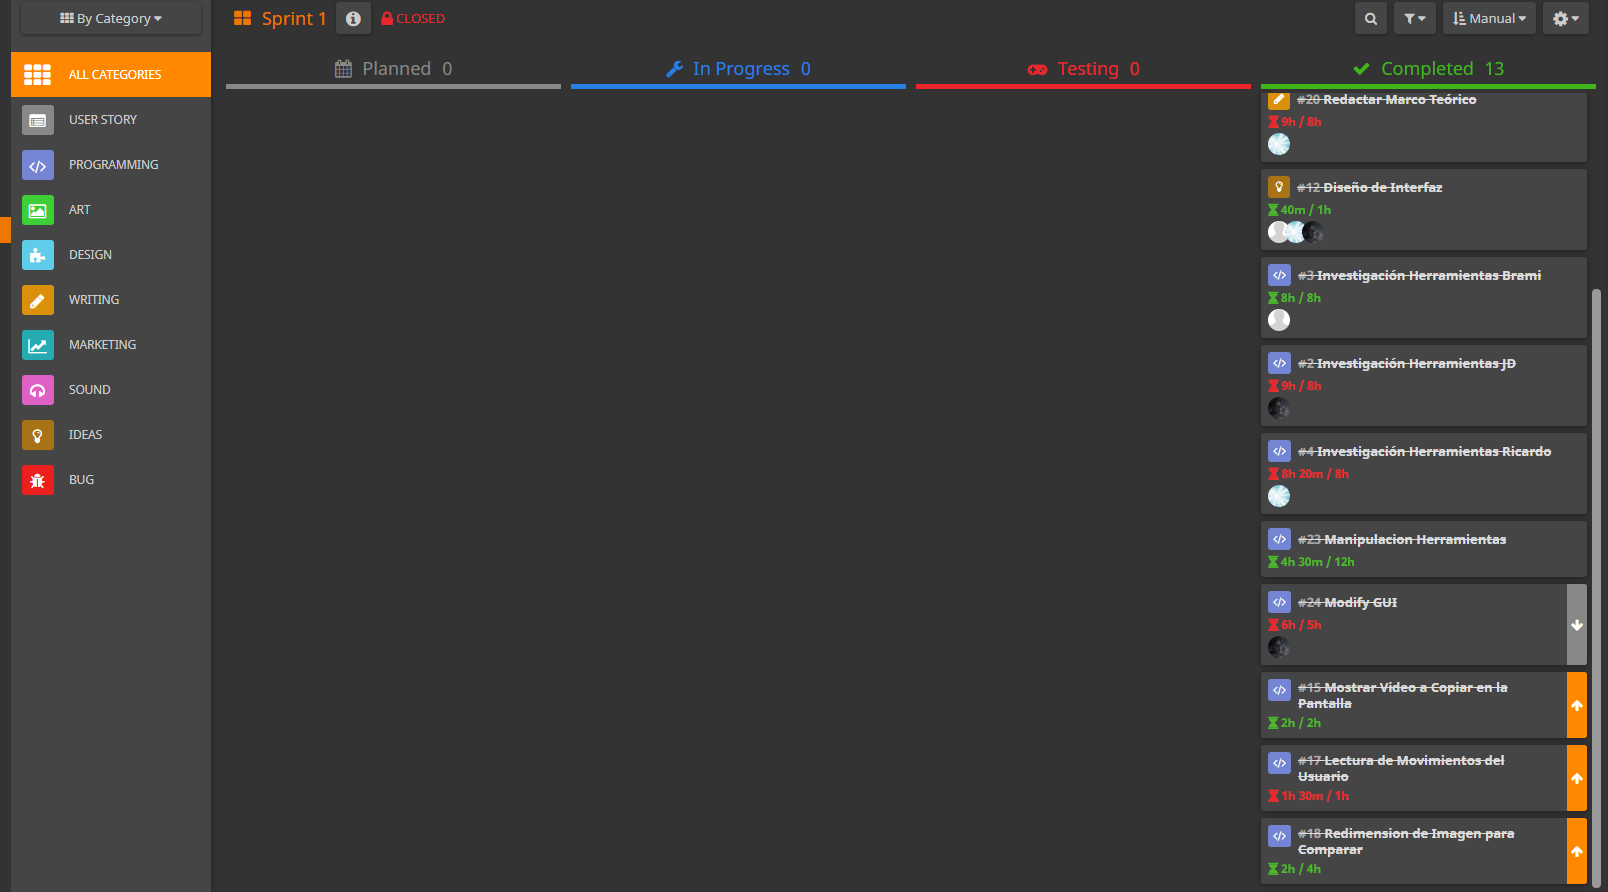 By Category
Sprint 1
CLOSED
Manual
ALL CATEGORIES
USER STORY
PROGRAMMING
ART
DESIGN
WRITING
MARKETING
SOUND
IDEAS
BUG
Planned 0
In Progress 0
Testing 0
Completed 13
#20 Redactar Marco Teórico
9h / 8h
#12 Diseño de Interfaz
40m / 1h
#3 Investigación Herramientas Brami
8h / 8h
#2 Investigación Herramientas JD
9h / 8h
#4 Investigación Herramientas Ricardo
8h 20m / 8h
#23 Manipulacion Herramientas
4h 30m / 12h
#24 Modify GUI
6h / 5h
#15 Mostrar Video a Copiar en la
Pantalla
2h / 2h
#17 Lectura de Movimientos del
Usuario
1h 30m / 1h
#18 Redimension de Imagen para
Comparar
2h / 4h